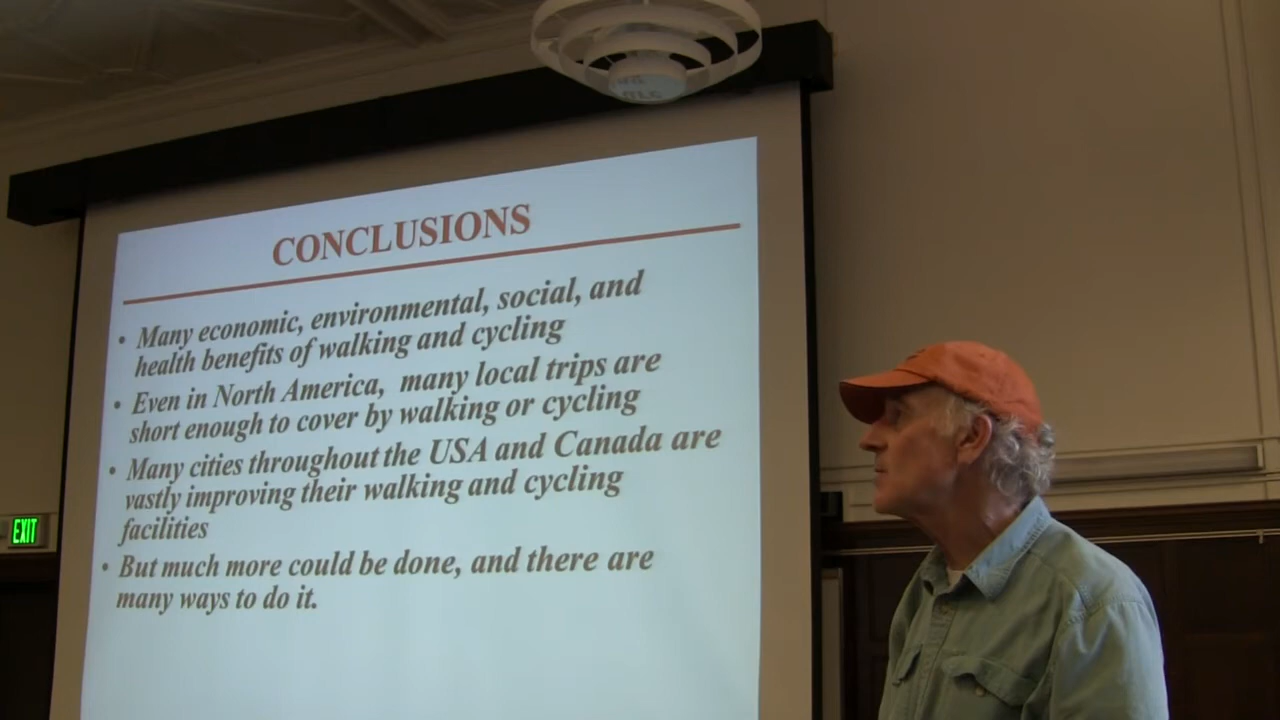 CONCLUSIONS
• Many economic, environmental, social, and
health benefits of walking and cycling
• Even in North America, many local trips are
short enough to cover by walking or cycling
• Many cities throughout the USA and Canada are
vastly improving their walking and cycling
facilities
• But much more could be done, and there are
many ways to do it.
EXIT